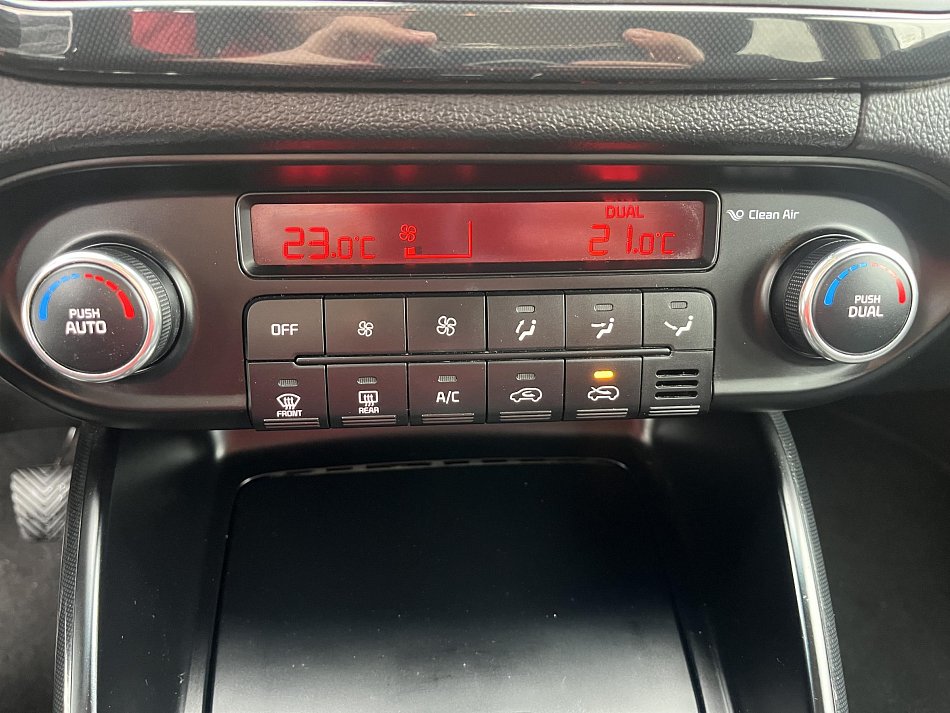 DUAL
23.0°C
21.0°C
Clean Air
PUSH
AUTO
PUSH
DUAL
OFF
FRONT
REAR
A/C